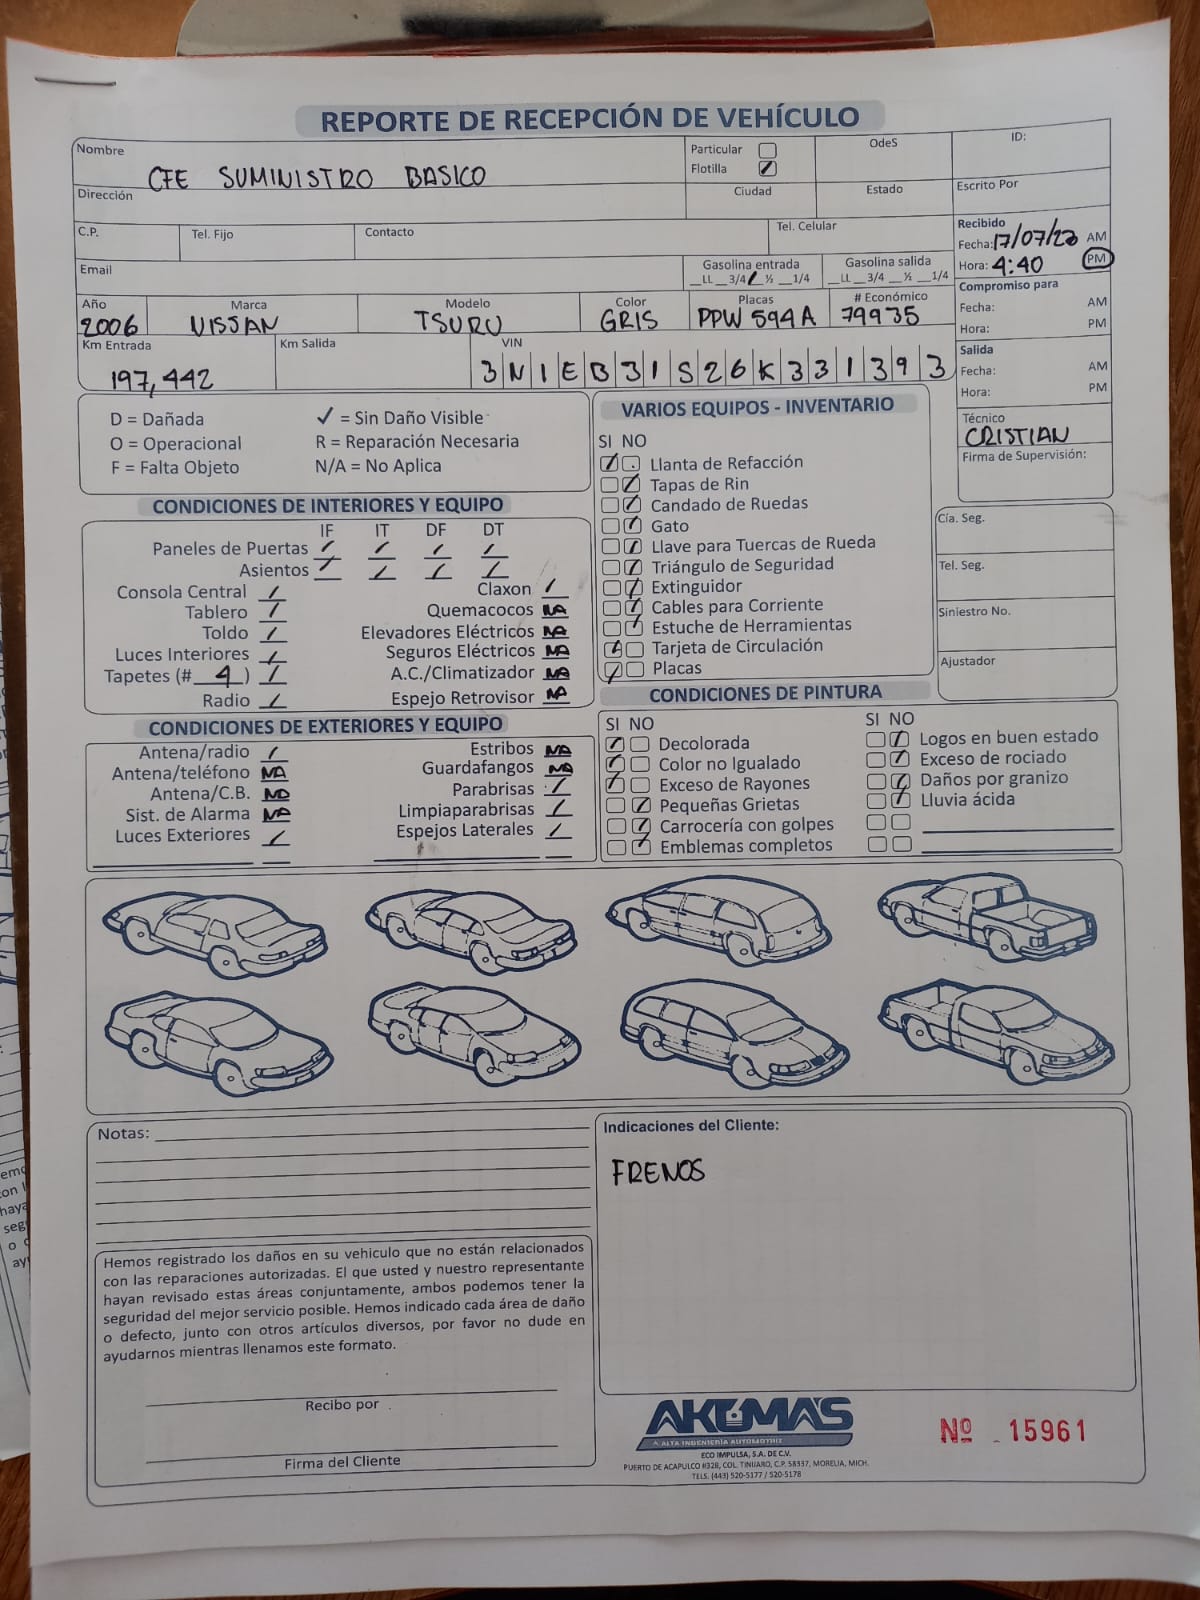 REPORTE DE RECEPCIÓN DE VEHÍCULO
Nombre CFE SUMINISTRO BASICO
Particular
Flotilla ✓
OdeS
ID:
Dirección
Ciudad
Estado
Escrito Por
C.P.
Tel. Fijo
Contacto
Tel. Celular
Recibido
Fecha: 17/07/23 AM
Hora: 4:40 PM
Email
Gasolina entrada
__LL __3/4 ✓ ½ __1/4
Gasolina salida
__LL __3/4 __½ __1/4
Compromiso para
Fecha: AM
Hora: PM
Año 2006
Marca NISSAN
Modelo TSURU
Color GRIS
Placas PPW 594 A
# Económico 79935
Km Entrada 197,442
Km Salida
VIN 3N1EB31S26K331393
Salida
Fecha: AM
Hora: PM
Técnico
CRISTIAN
Firma de Supervisión:
D = Dañada ✓ = Sin Daño Visible
O = Operacional R = Reparación Necesaria
F = Falta Objeto N/A = No Aplica
VARIOS EQUIPOS - INVENTARIO
SI NO
Llanta de Refacción
Tapas de Rin
Candado de Ruedas
Gato
Llave para Tuercas de Rueda
Triángulo de Seguridad
Extinguidor
Cables para Corriente
Estuche de Herramientas
Tarjeta de Circulación
Placas
Cía. Seg.
Tel. Seg.
Siniestro No.
Ajustador
CONDICIONES DE INTERIORES Y EQUIPO
IF IT DF DT
Paneles de Puertas ✓ ✓ ✓ ✓
Asientos ✓ ✓ ✓ ✓
Consola Central ✓ Claxon ✓
Tablero ✓ Quemacocos NA
Toldo ✓ Elevadores Eléctricos NA
Luces Interiores ✓ Seguros Eléctricos NA
Tapetes (# 4 ) ✓ A.C./Climatizador NA
Radio ✓ Espejo Retrovisor NA
CONDICIONES DE EXTERIORES Y EQUIPO
Antena/radio ✓ Estribos NA
Antena/teléfono NA Guardafangos NA
Antena/C.B. NA Parabrisas ✓
Sist. de Alarma NA Limpiaparabrisas ✓
Luces Exteriores ✓ Espejos Laterales ✓
CONDICIONES DE PINTURA
SI NO SI NO
Decolorada Logos en buen estado
Color no Igualado Exceso de rociado
Exceso de Rayones Daños por granizo
Pequeñas Grietas Lluvia ácida
Carrocería con golpes
Emblemas completos
Notas:
Indicaciones del Cliente:
FRENOS
Hemos registrado los daños en su vehiculo que no están relacionados
con las reparaciones autorizadas. El que usted y nuestro representante
hayan revisado estas áreas conjuntamente, ambos podemos tener la
seguridad del mejor servicio posible. Hemos indicado cada área de daño
o defecto, junto con otros artículos diversos, por favor no dude en
ayudarnos mientras llenamos este formato.
Recibo por
Firma del Cliente
AKUMA'S
ALTA INGENIERÍA AUTOMOTRIZ
ECO IMPULSA, S.A. DE C.V.
PUERTO DE ACAPULCO #328, COL. TINIJARO, C.P. 58337, MORELIA, MICH.
TELS. (443) 520-5177 / 520-5178
Nº 15961